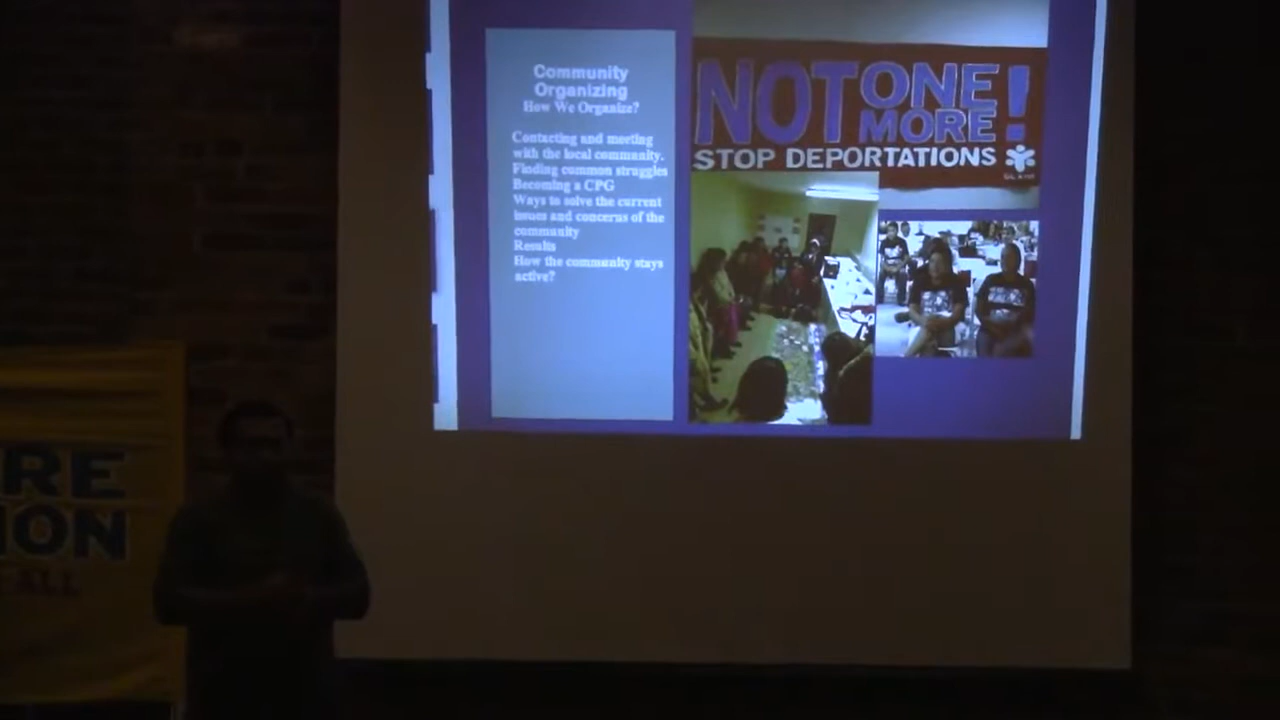 Community
Organizing
How We Organize?
Contacting and meeting
with the local community.
Finding common struggles
Becoming a CPG
Ways to solve the current
issues and concerns of the
community
Results
How the community stays
active?
NOT ONE
MORE!
STOP DEPORTATIONS
RE
ION
ALL